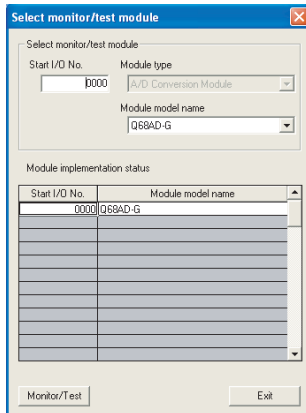 Select monitor/test module
Select monitor/test module
Start I/O No.
Module type
0000
A/D Conversion Module
Module model name
Q68AD-G
Module implementation status
Start I/O No.
Module model name
0000
Q68AD-G
Monitor/Test
Exit